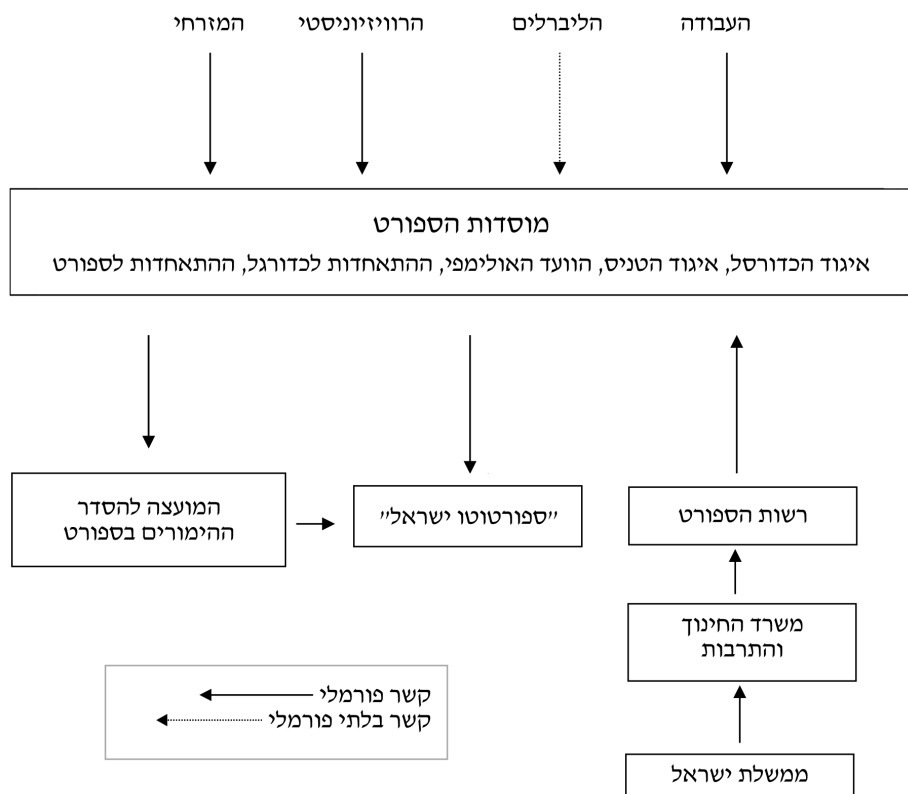 העבודה
הליברלים
הרוויזיוניסטי
המזרחי
מוסדות הספורט
איגוד הכדורסל, איגוד הטניס, הוועד האולימפי, ההתאחדות לכדורגל, ההתאחדות לספורט
רשות הספורט
"ספורטוטו ישראל"
המועצה להסדר
ההימורים בספורט
משרד החינוך
והתרבות
ממשלת ישראל
קשר פורמלי
קשר בלתי פורמלי